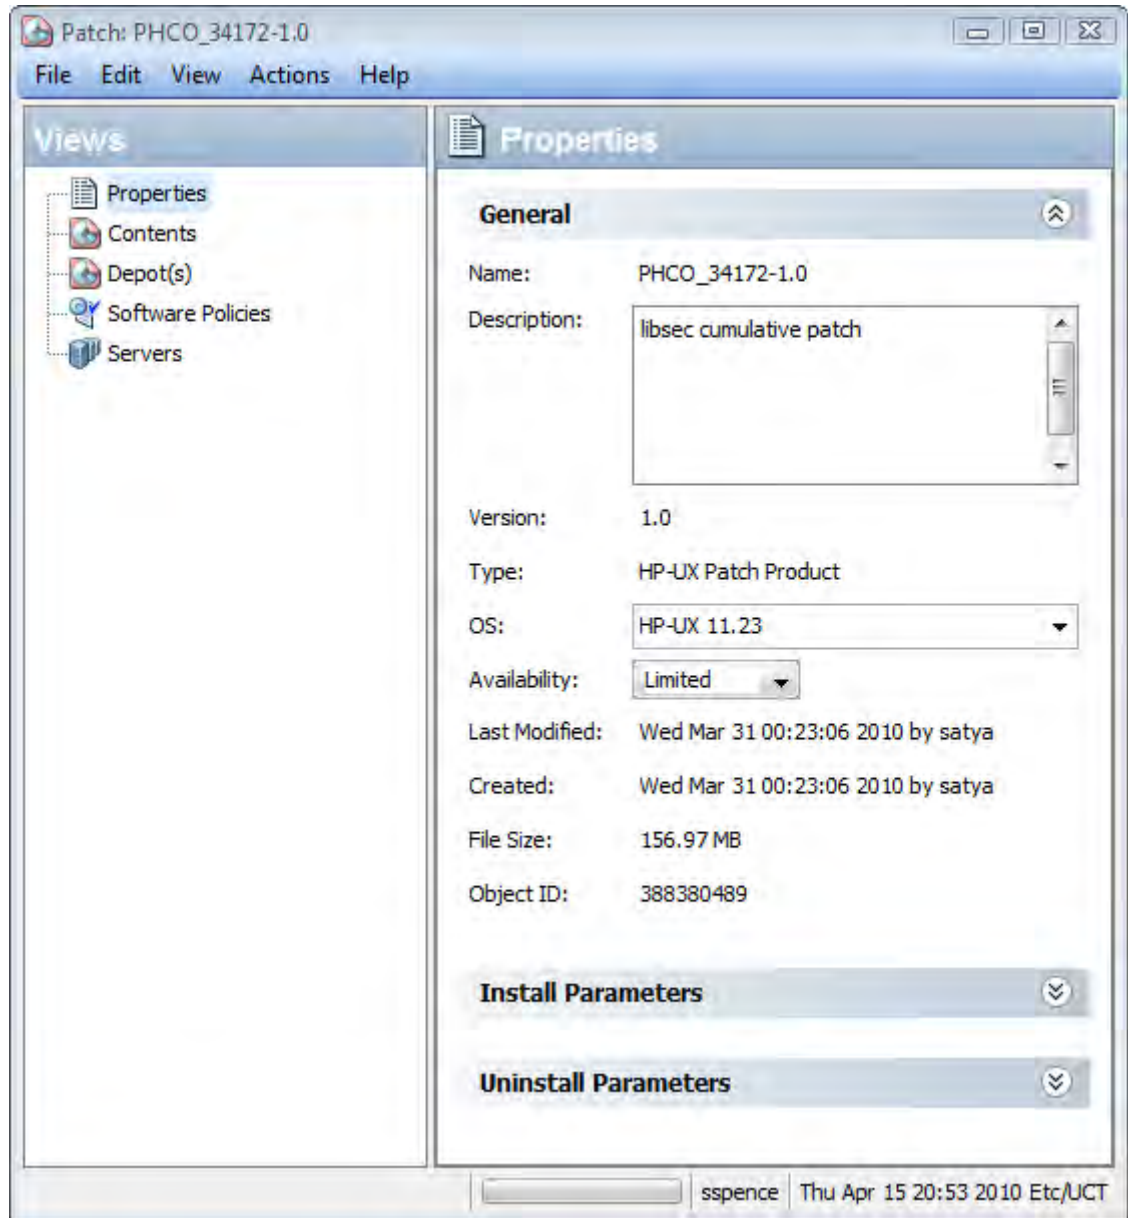 Patch: PHCO_34172-1.0
File Edit View Actions Help
Views
Properties
Contents
Depot(s)
Software Policies
Servers
Properties
General
Name: PHCO_34172-1.0
Description: libsec cumulative patch
Version: 1.0
Type: HP-UX Patch Product
OS: HP-UX 11.23
Availability: Limited
Last Modified: Wed Mar 31 00:23:06 2010 by satya
Created: Wed Mar 31 00:23:06 2010 by satya
File Size: 156.97 MB
Object ID: 388380489
Install Parameters
Uninstall Parameters
sspence Thu Apr 15 20:53 2010 Etc/UCT